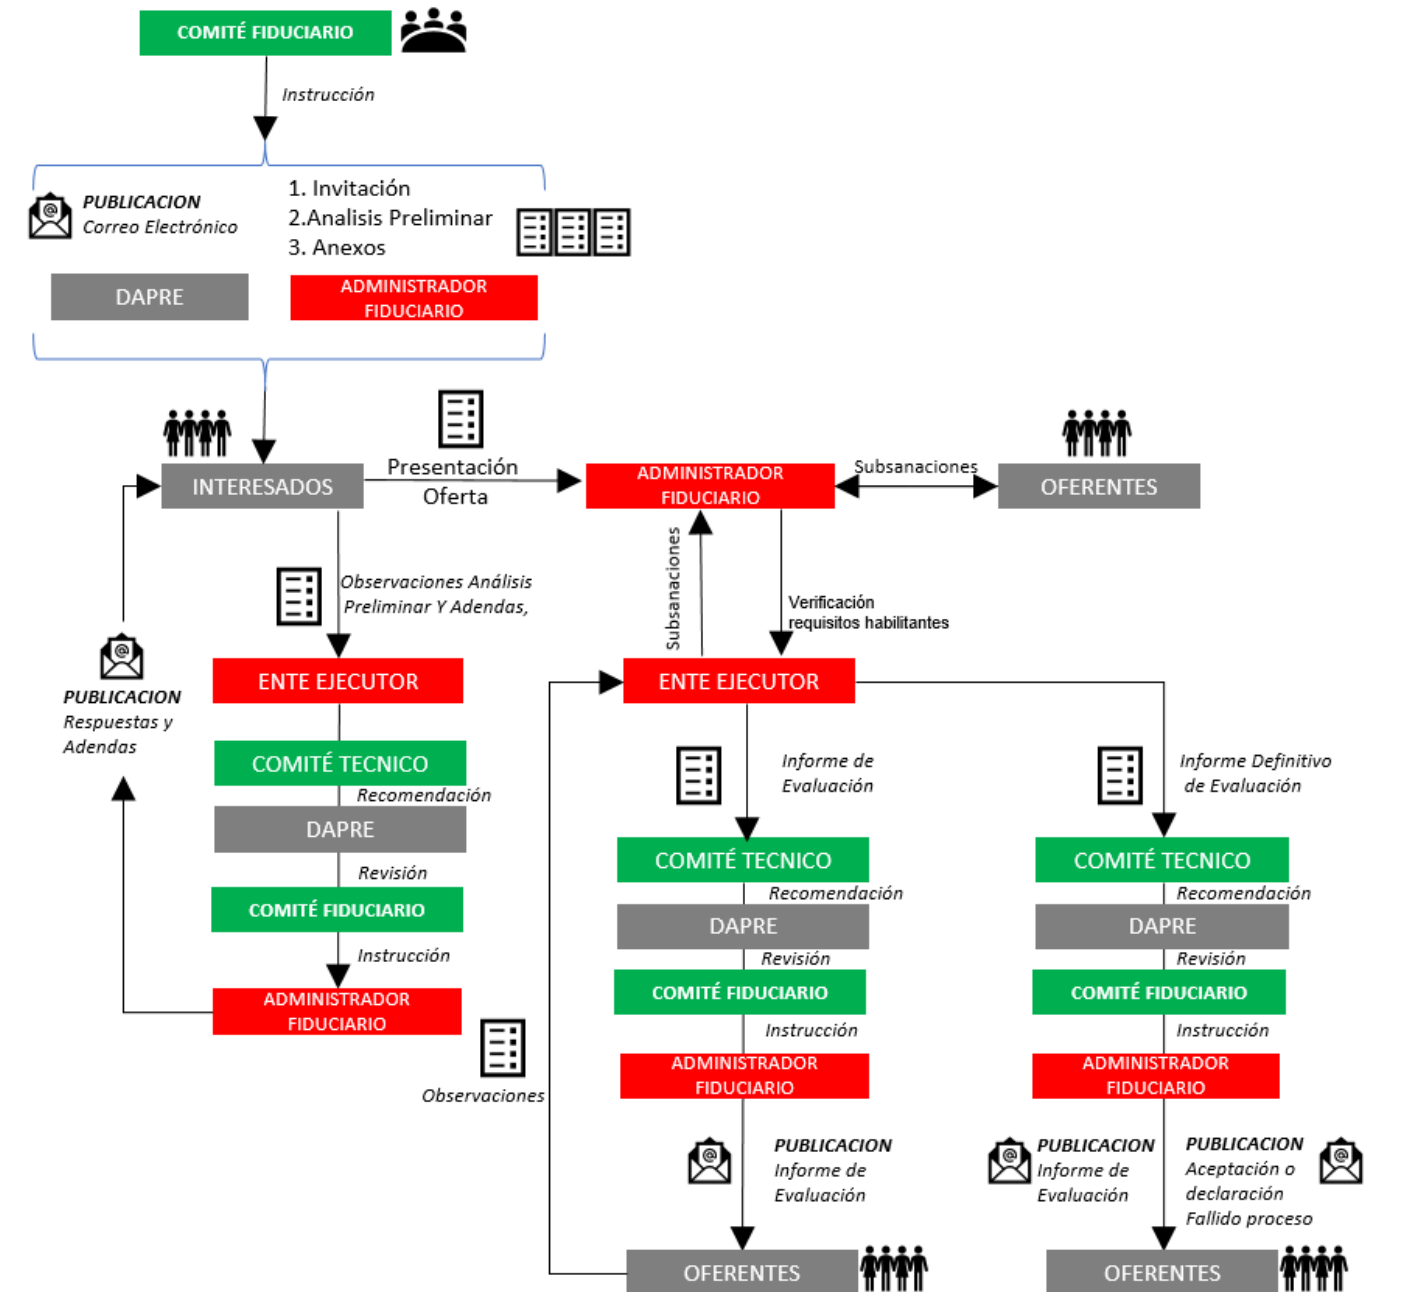 COMITÉ FIDUCIARIO
Instrucción
PUBLICACION
Correo Electrónico
1. Invitación
2.Analisis Preliminar
3. Anexos
DAPRE
ADMINISTRADOR
FIDUCIARIO
INTERESADOS
Presentación
Oferta
ADMINISTRADOR
FIDUCIARIO
Subsanaciones
OFERENTES
Observaciones Análisis
Preliminar Y Adendas,
Subsanaciones
Verificación
requisitos habilitantes
PUBLICACION
Respuestas y
Adendas
ENTE EJECUTOR
COMITÉ TECNICO
Recomendación
DAPRE
Revisión
COMITÉ FIDUCIARIO
Instrucción
ADMINISTRADOR
FIDUCIARIO
Observaciones
ENTE EJECUTOR
Informe de
Evaluación
COMITÉ TECNICO
Recomendación
DAPRE
Revisión
COMITÉ FIDUCIARIO
Instrucción
ADMINISTRADOR
FIDUCIARIO
PUBLICACION
Informe de
Evaluación
OFERENTES
Informe Definitivo
de Evaluación
COMITÉ TECNICO
Recomendación
DAPRE
Revisión
COMITÉ FIDUCIARIO
Instrucción
ADMINISTRADOR
FIDUCIARIO
PUBLICACION
Informe de
Evaluación
PUBLICACION
Aceptación o
declaración
Fallido proceso
OFERENTES